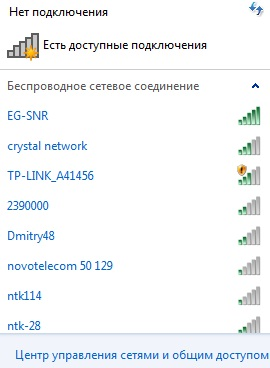 Нет подключения
Есть доступные подключения
Беспроводное сетевое соединение
EG-SNR
crystal network
TP-LINK_A41456
2390000
Dmitry48
novotelecom 50 129
ntk114
ntk-28
Центр управления сетями и общим доступом